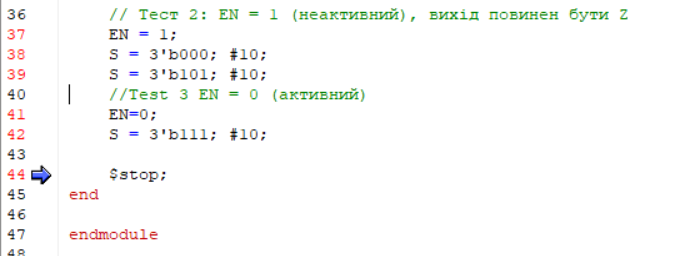 36 // Тест 2: EN = 1 (неактивний), вихід повинен бути Z
37 EN = 1;
38 S = 3'b000; #10;
39 S = 3'b101; #10;
40 //Test 3 EN = 0 (активний)
41 EN=0;
42 S = 3'b111; #10;
43
44 $stop;
45 end
46
47 endmodule
48